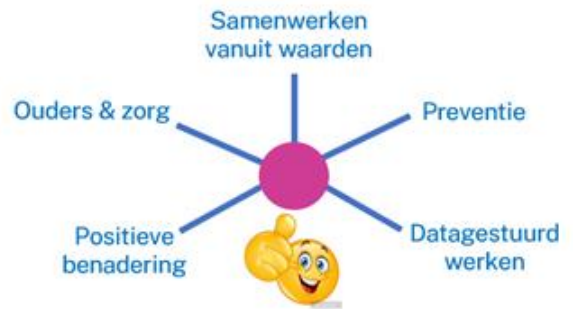 Samenwerken
vanuit waarden
Ouders & zorg
Preventie
Positieve
benadering
Datagestuurd
werken